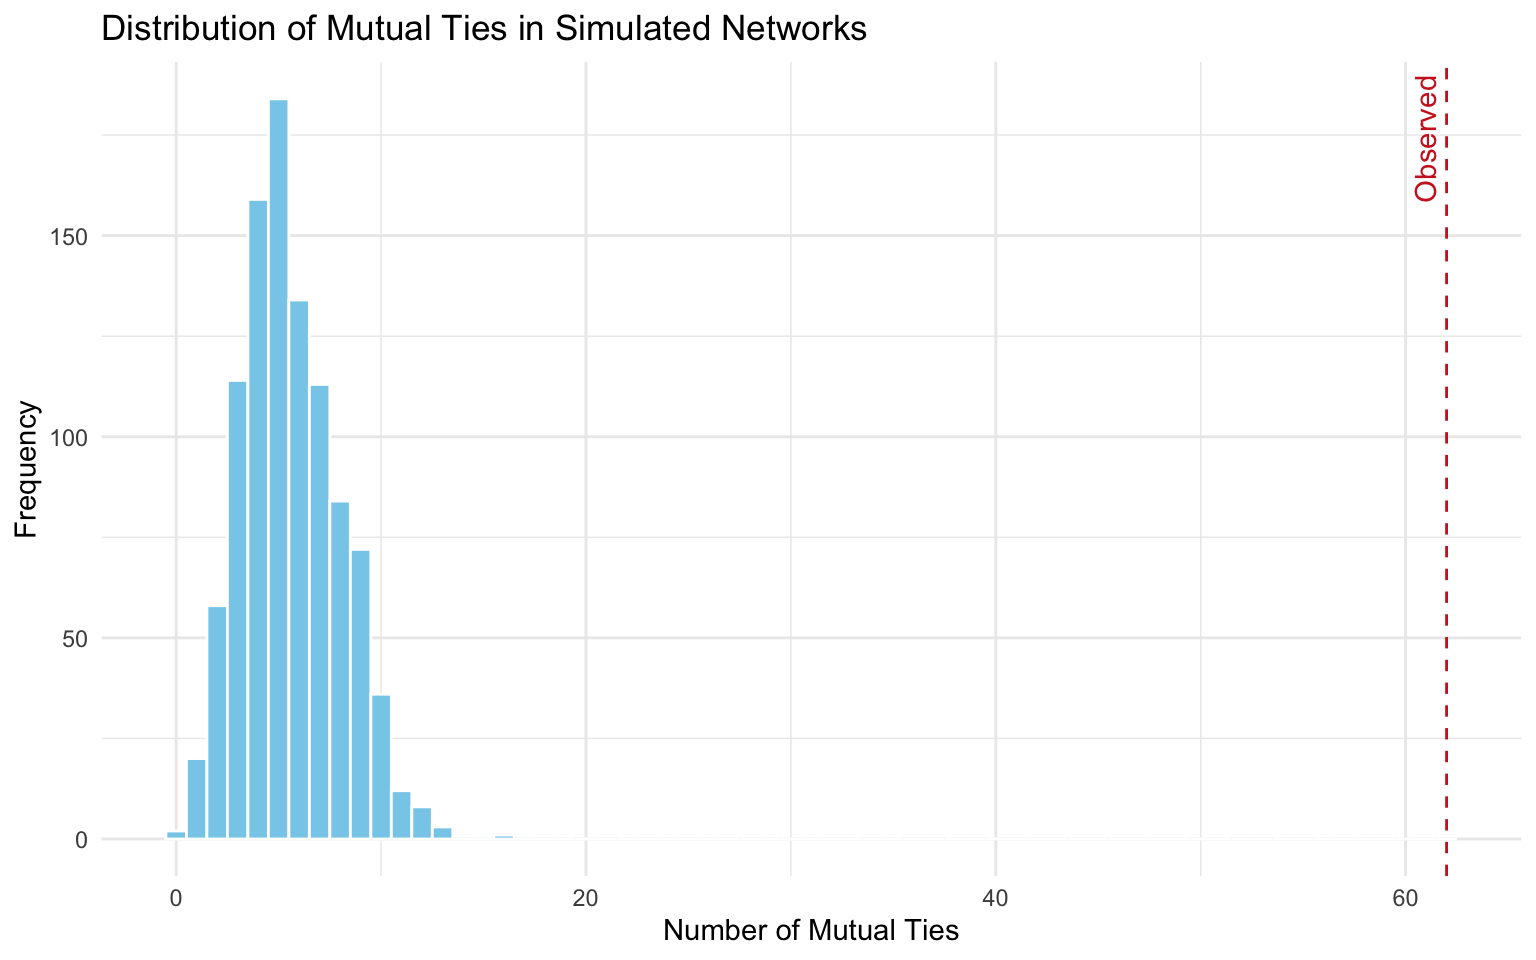 Distribution of Mutual Ties in Simulated Networks
Observed
Frequency
150
100
50
0
0 20 40 60
Number of Mutual Ties